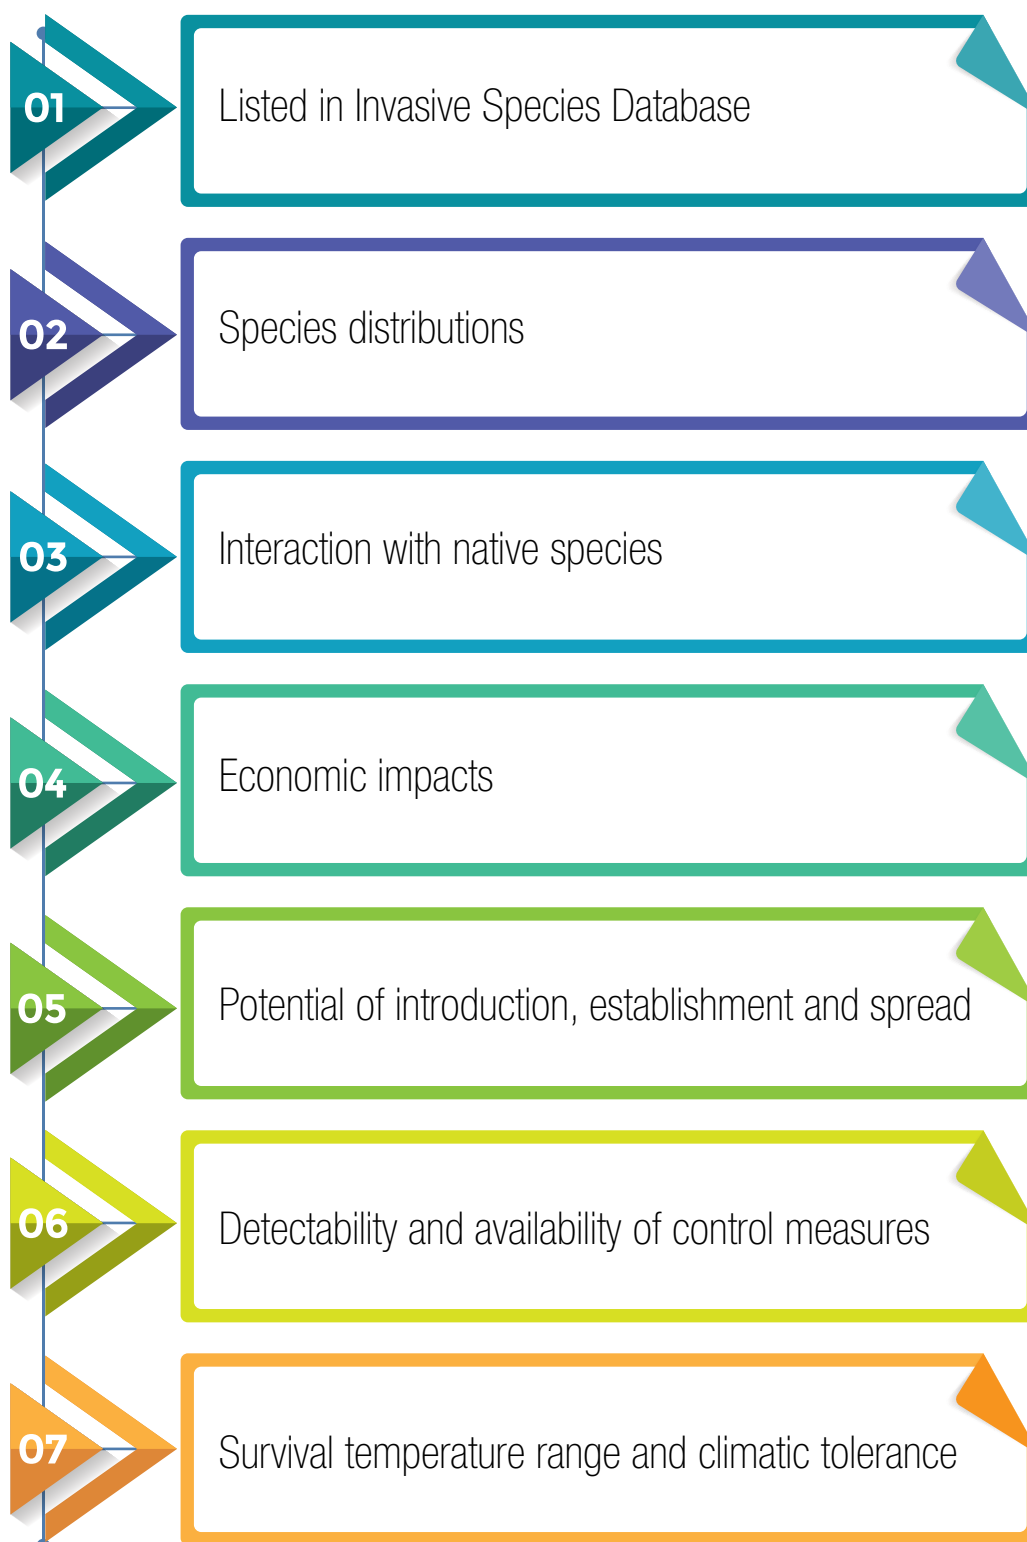 01
Listed in Invasive Species Database
02
Species distributions
03
Interaction with native species
04
Economic impacts
05
Potential of introduction, establishment and spread
06
Detectability and availability of control measures
07
Survival temperature range and climatic tolerance